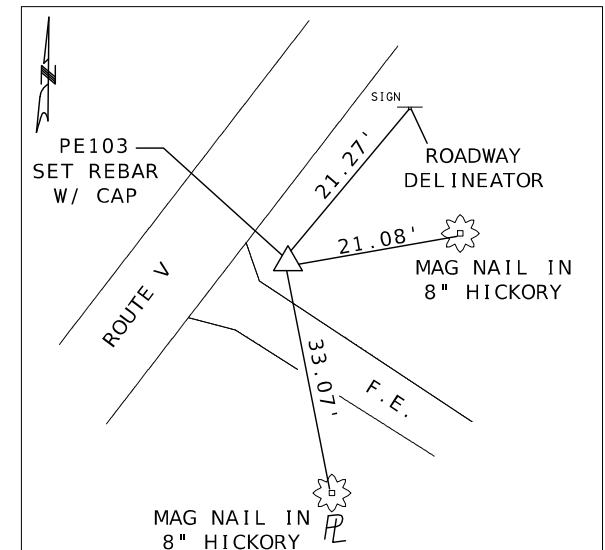 N
SIGN
PE103
SET REBAR
W/ CAP
21.27'
ROADWAY
DELINEATOR
21.08'
MAG NAIL IN
8" HICKORY
ROUTE V
33.07'
F.E.
MAG NAIL IN
8" HICKORY
PL